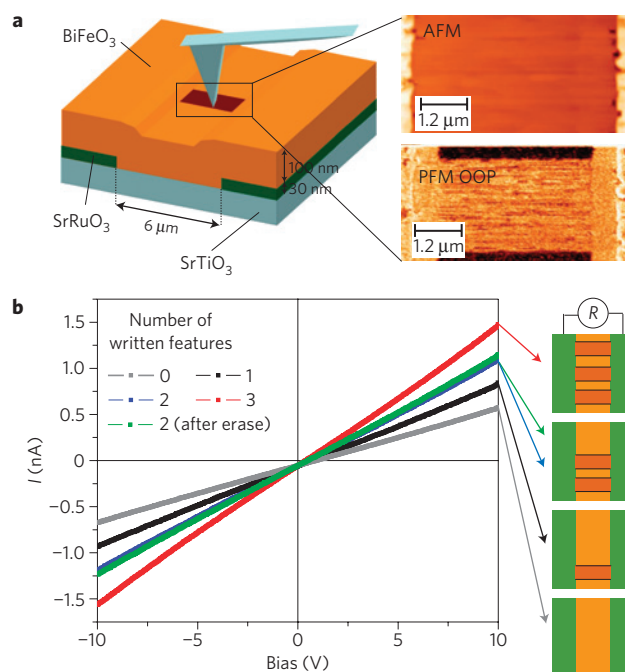 a
BiFeO3
AFM
1.2 μm
100 nm
30 nm
PFM OOP
SrRuO3
6 μm
SrTiO3
1.2 μm
b
1.5
1.0
0.5
0
−0.5
−1.0
−1.5
I (nA)
Number of
written features
0
1
2
3
2 (after erase)
R
−10
−5
0
5
10
Bias (V)